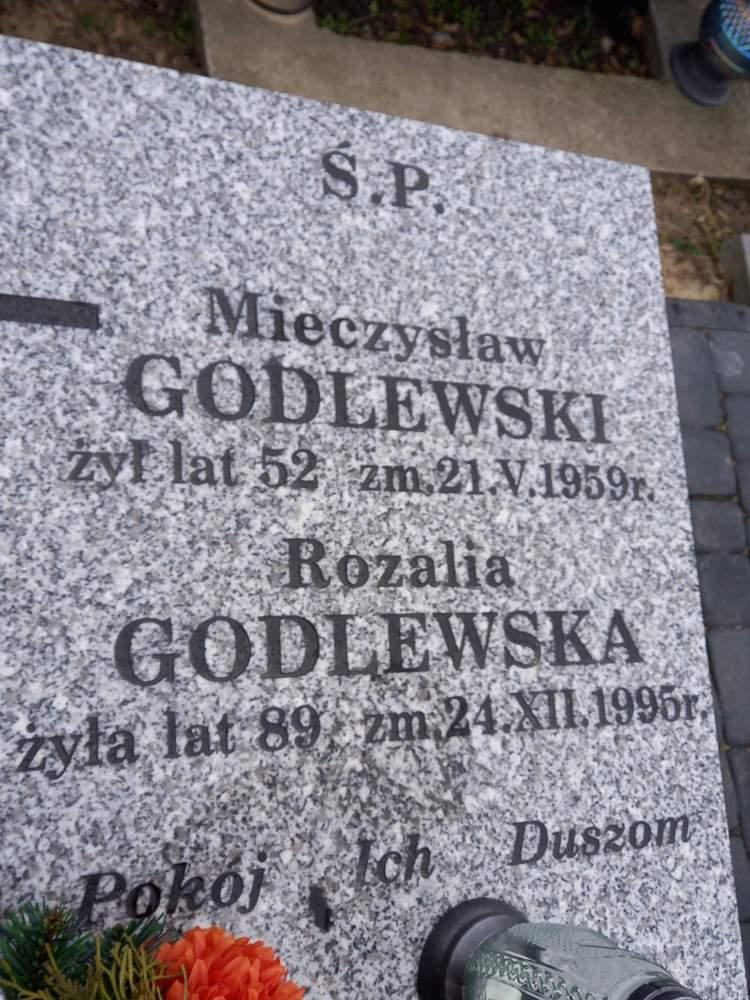 Ś.P.
Mieczysław
GODLEWSKI
żył lat 52 zm.21.V.1959r.
Rozalia
GODLEWSKA
żyła lat 89 zm.24.XII.1995r.
Pokój Ich Duszom